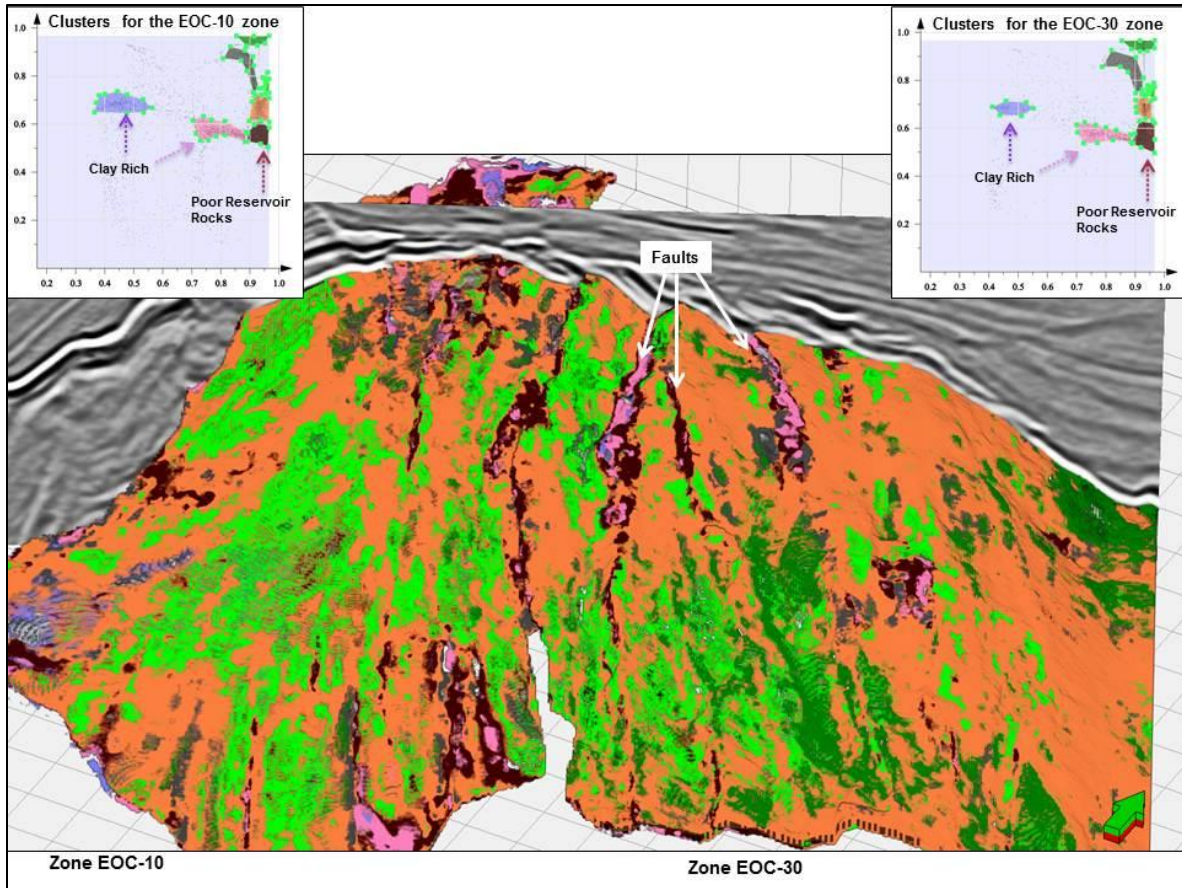 Clusters for the EOC-10 zone
1.0
0.8
0.6
0.4
0.2
0.2 0.3 0.4 0.5 0.6 0.7 0.8 0.9 1.0
Clay Rich
Poor Reservoir
Rocks
Clusters for the EOC-30 zone
1.0
0.8
0.6
0.4
0.2
0.2 0.3 0.4 0.5 0.6 0.7 0.8 0.9 1.0
Clay Rich
Poor Reservoir
Rocks
Faults
Zone EOC-10
Zone EOC-30